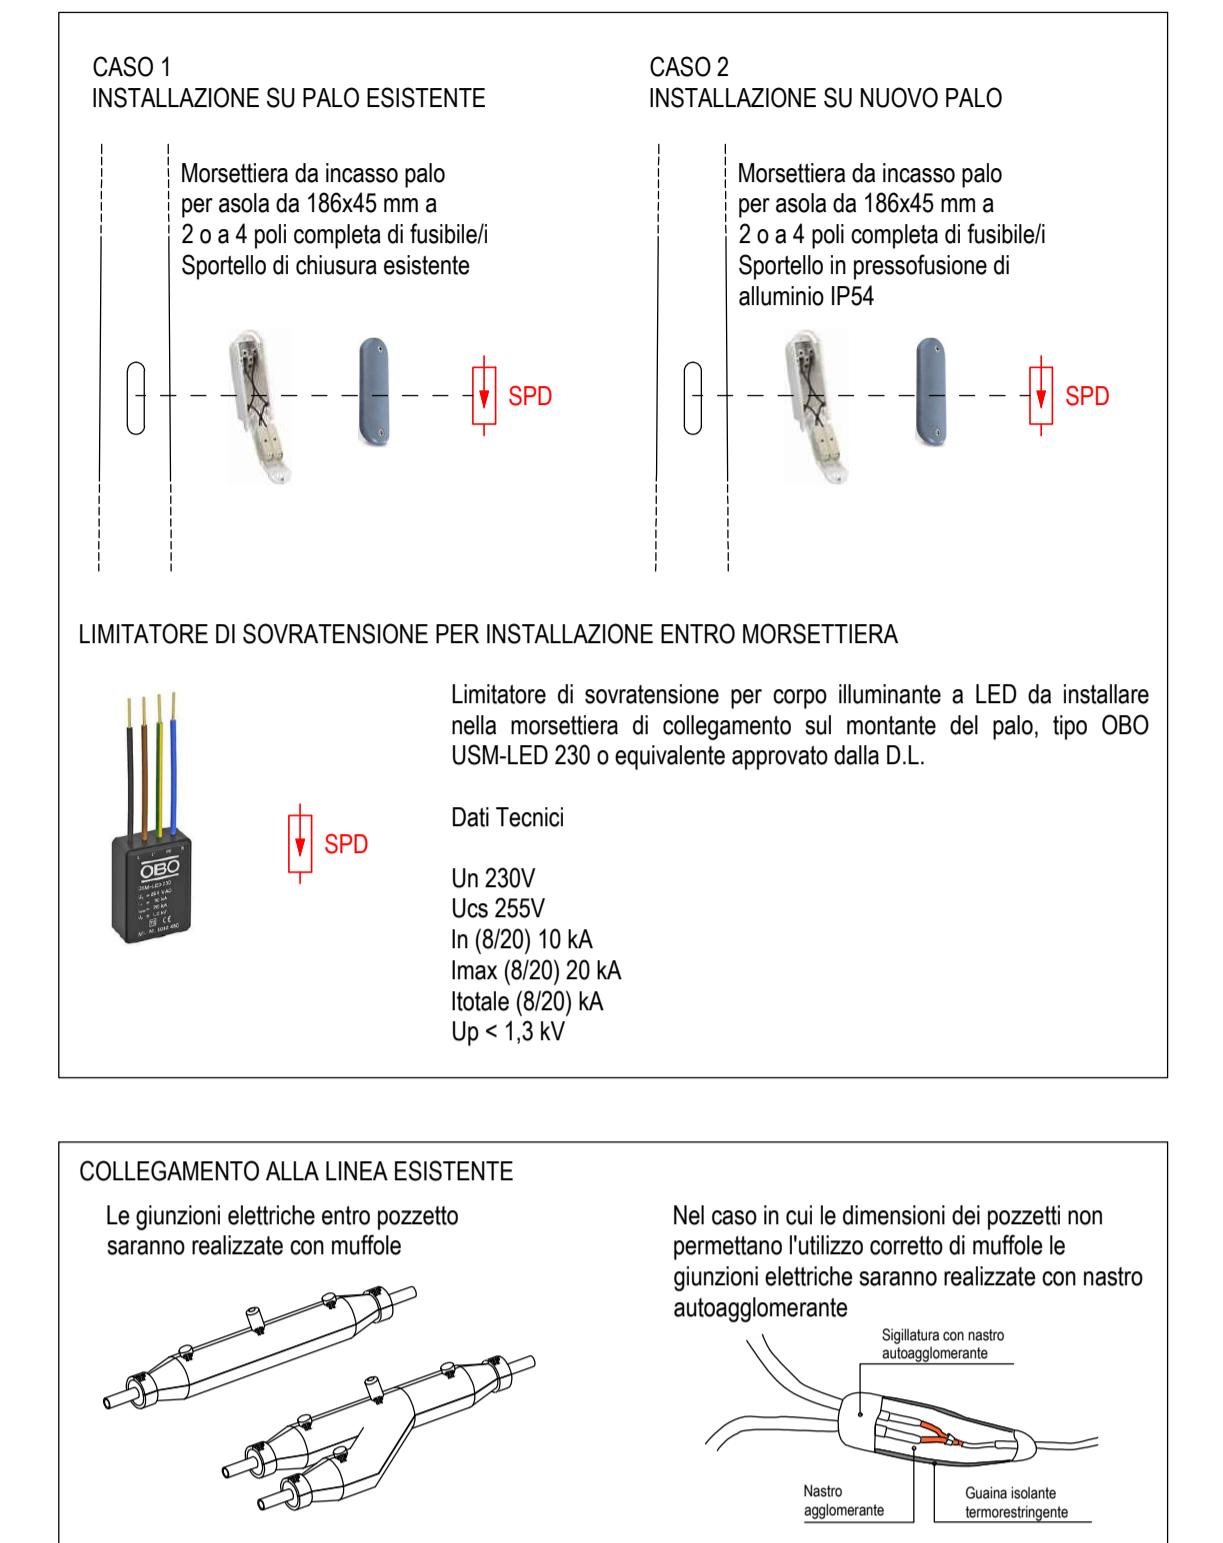 CASO 1
INSTALLAZIONE SU PALO ESISTENTE
Morsettiera da incasso palo
per asola da 186x45 mm a
2 o a 4 poli completa di fusibile/i
Sportello di chiusura esistente
SPD
CASO 2
INSTALLAZIONE SU NUOVO PALO
Morsettiera da incasso palo
per asola da 186x45 mm a
2 o a 4 poli completa di fusibile/i
Sportello in pressofusione di
alluminio IP54
SPD
LIMITATORE DI SOVRATENSIONE PER INSTALLAZIONE ENTRO MORSETTIERA
OBO
USM-LED 230
SPD
Limitatore di sovratensione per corpo illuminante a LED da installare
nella morsettiera di collegamento sul montante del palo, tipo OBO
USM-LED 230 o equivalente approvato dalla D.L.
Dati Tecnici
Un 230V
Ucs 255V
In (8/20) 10 kA
Imax (8/20) 20 kA
Itotale (8/20) kA
Up < 1,3 kV
COLLEGAMENTO ALLA LINEA ESISTENTE
Le giunzioni elettriche entro pozzetto
saranno realizzate con muffole
Nel caso in cui le dimensioni dei pozzetti non
permettano l'utilizzo corretto di muffole le
giunzioni elettriche saranno realizzate con nastro
autoagglomerante
Sigillatura con nastro
autoagglomerante
Nastro
agglomerante
Guaina isolante
termorestringente